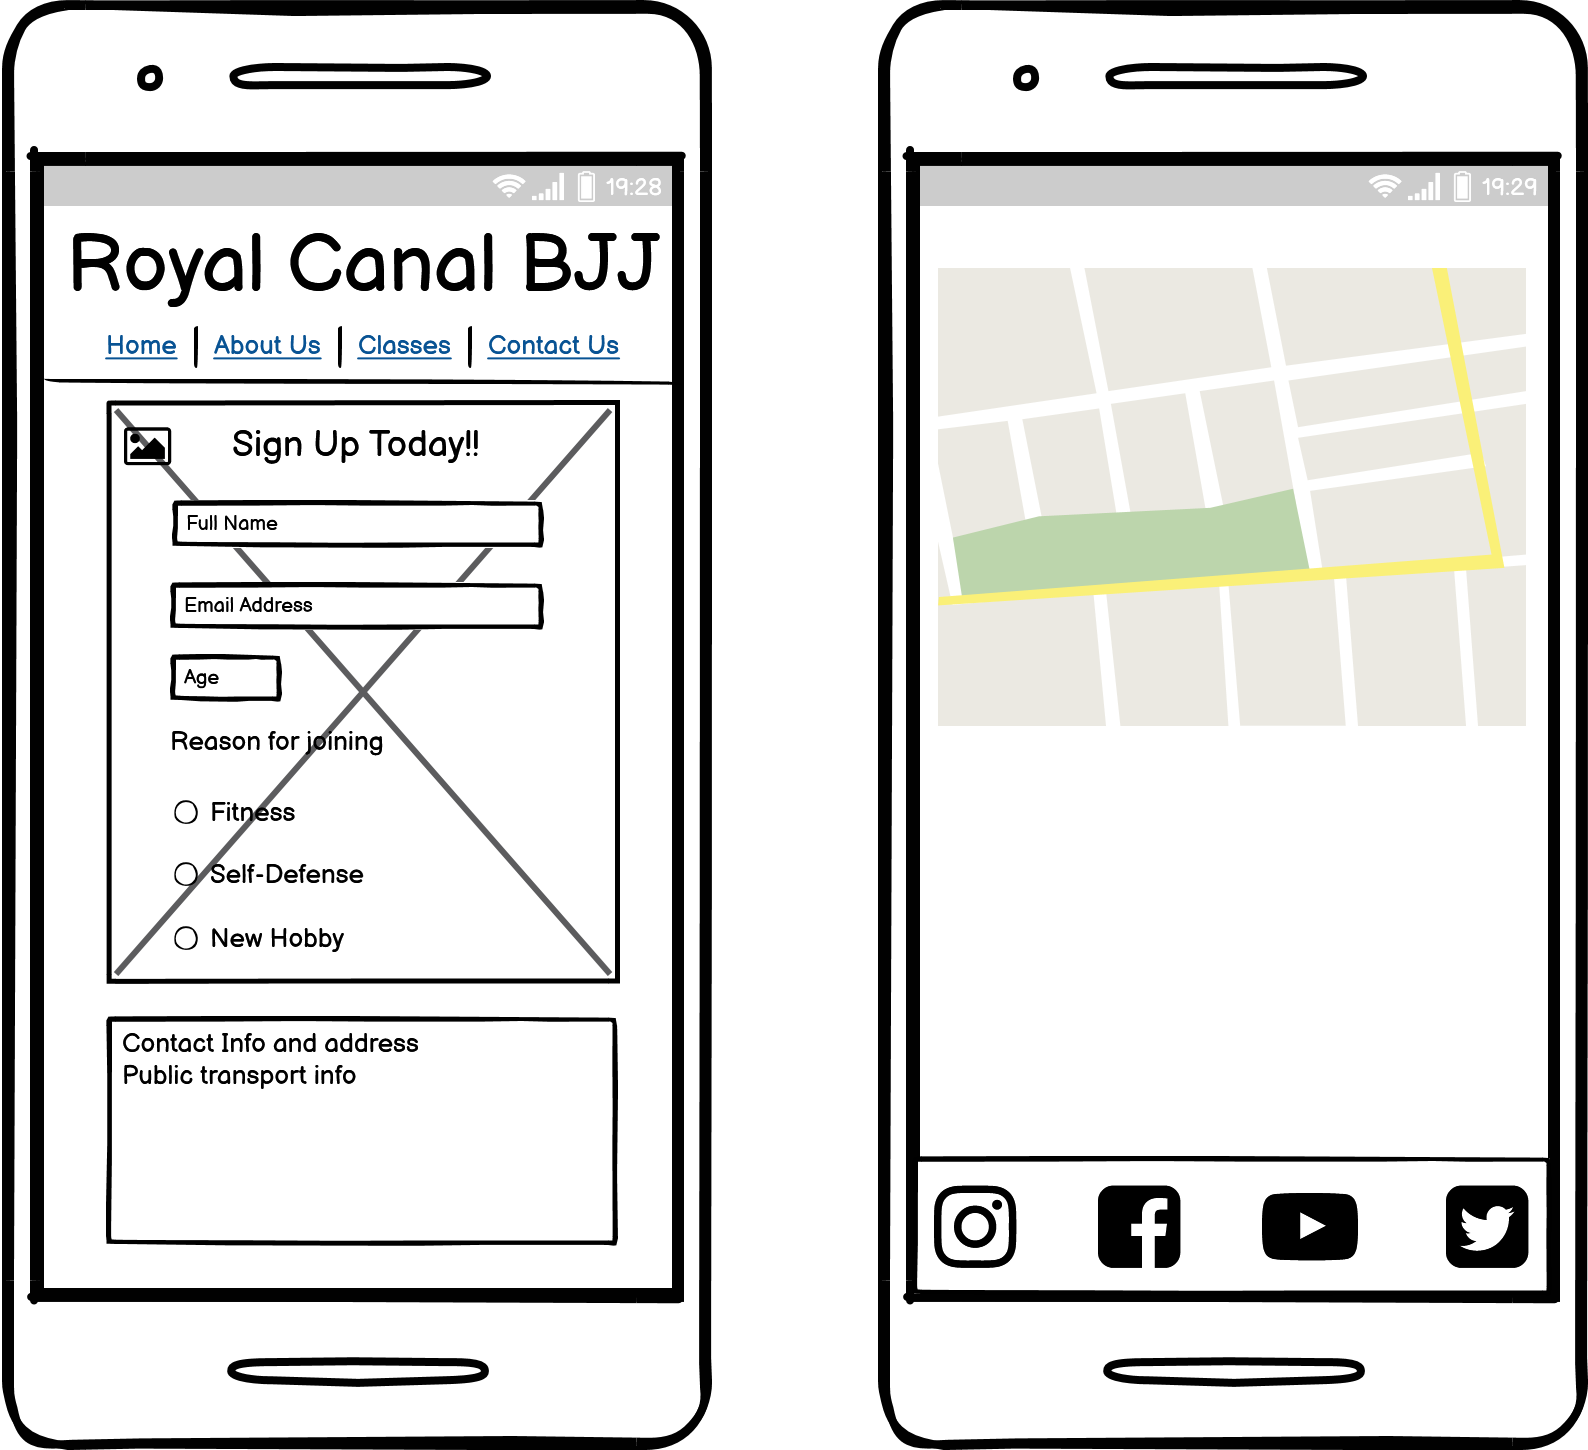 19:28
Royal Canal BJJ
Home | About Us | Classes | Contact Us
Sign Up Today!!
Full Name
Email Address
Age
Reason for joining
Fitness
Self-Defense
New Hobby
Contact Info and address
Public transport info
19:29